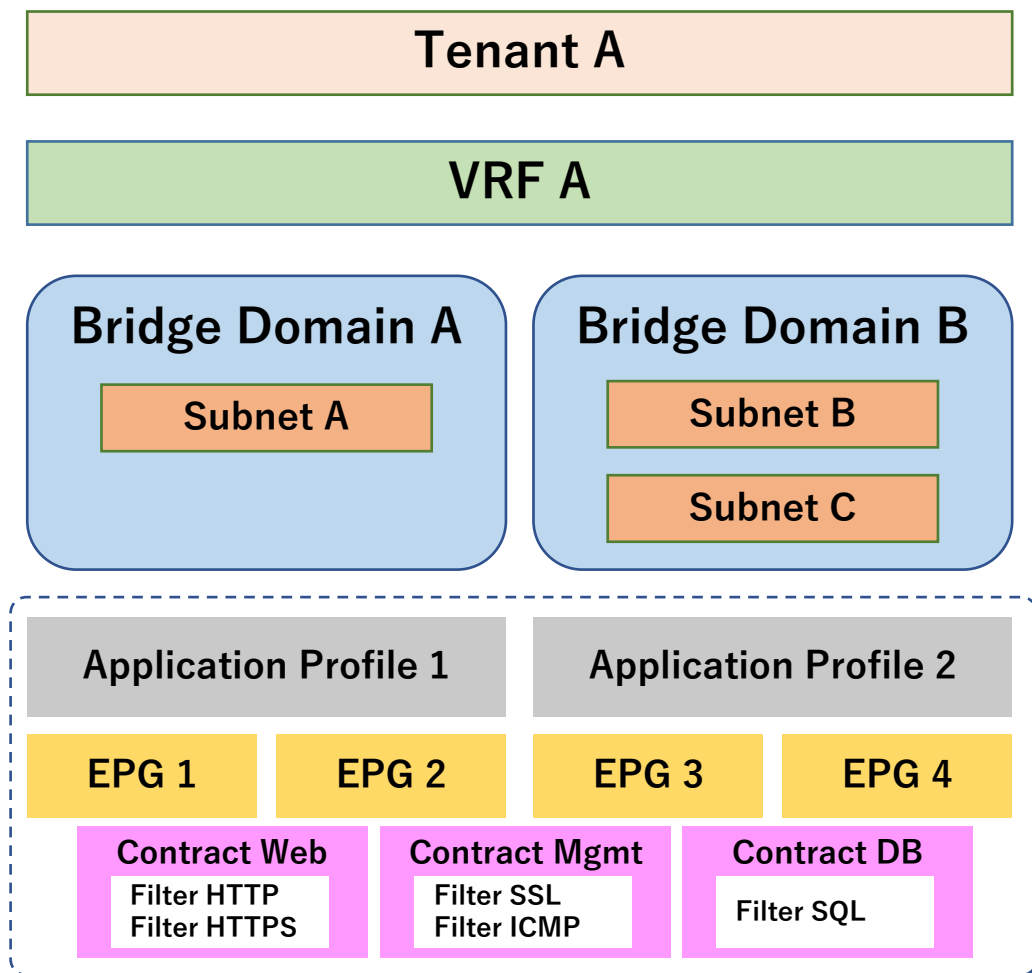 Tenant A
VRF A
Bridge Domain A
Subnet A
Bridge Domain B
Subnet B
Subnet C
Application Profile 1
Application Profile 2
EPG 1
EPG 2
EPG 3
EPG 4
Contract Web
Filter HTTP
Filter HTTPS
Contract Mgmt
Filter SSL
Filter ICMP
Contract DB
Filter SQL